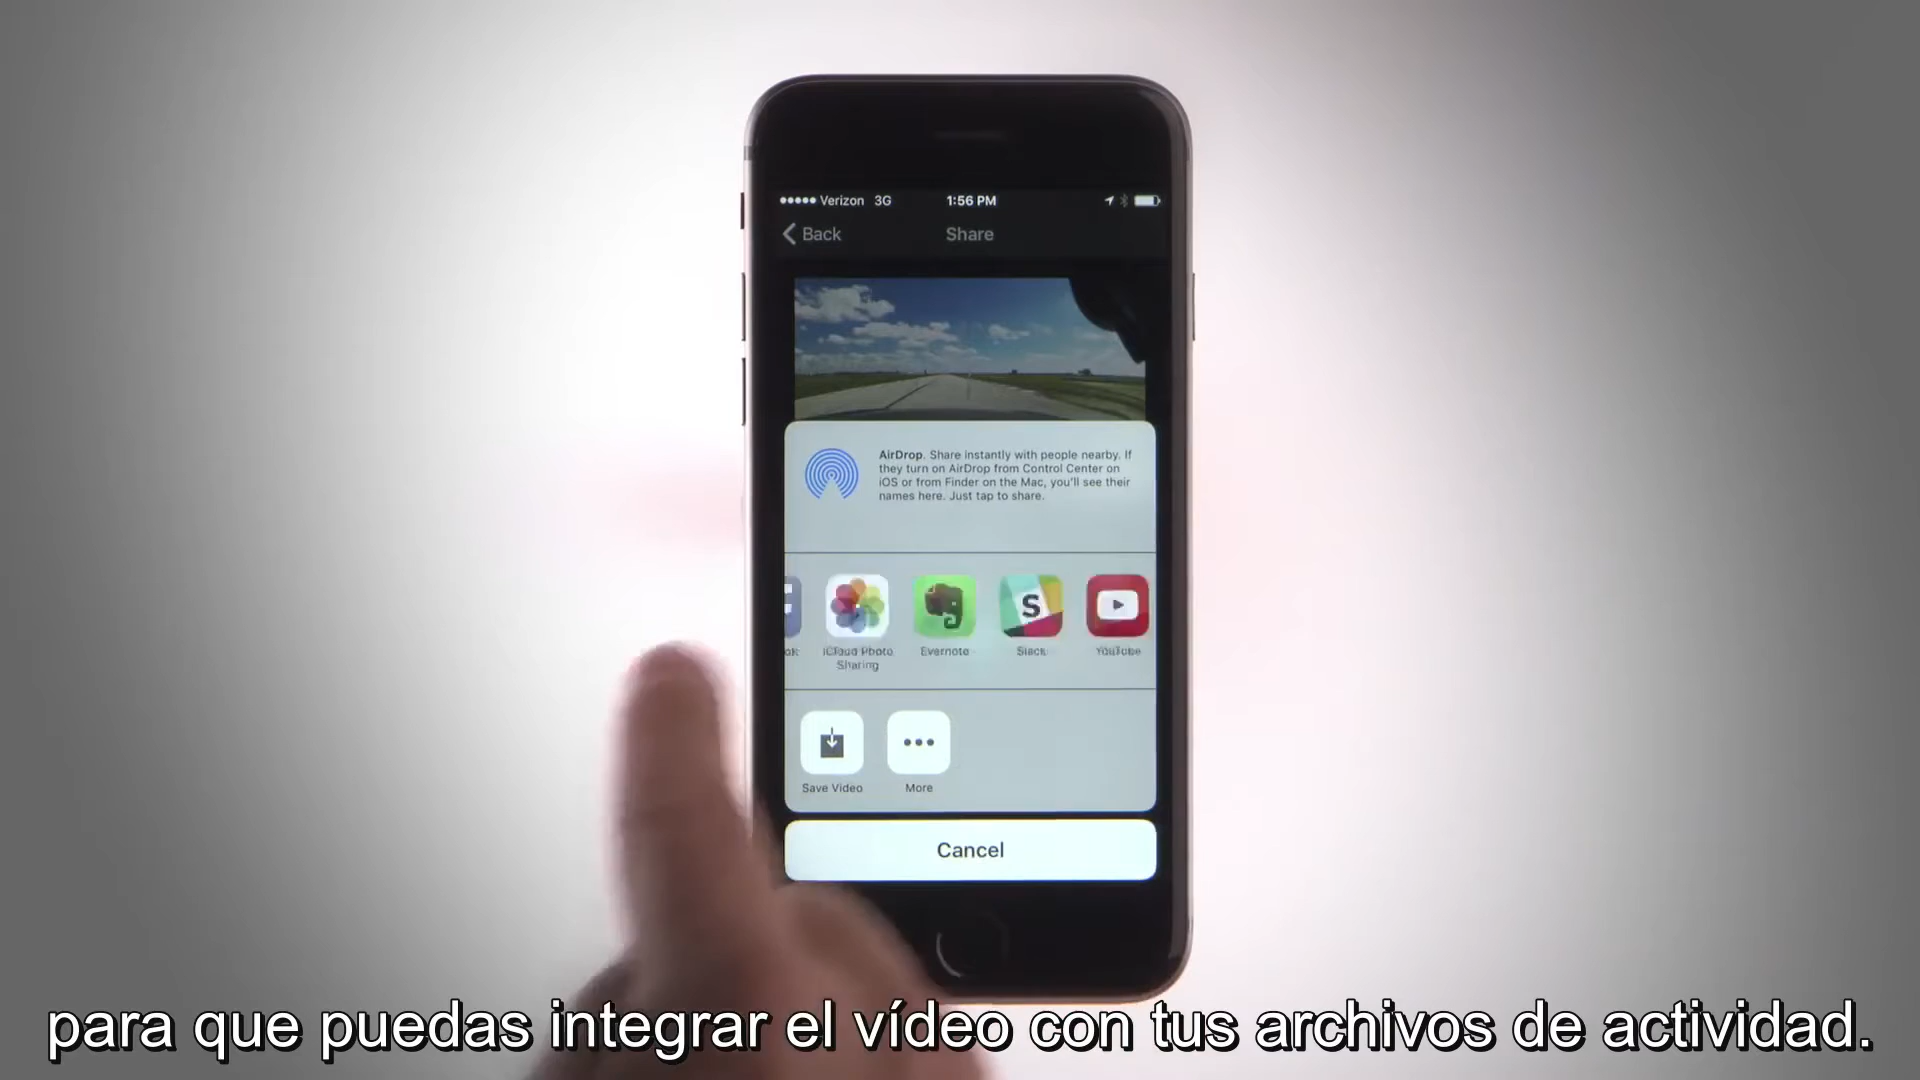 Verizon 3G 1:56 PM
Back Share
AirDrop. Share instantly with people nearby. If
they turn on AirDrop from Control Center on
iOS or from Finder on the Mac, you'll see their
names here. Just tap to share.
ok iCloud Photo Evernote Slack YouTube
Sharing
S
Save Video More
Cancel
para que puedas integrar el vídeo con tus archivos de actividad.